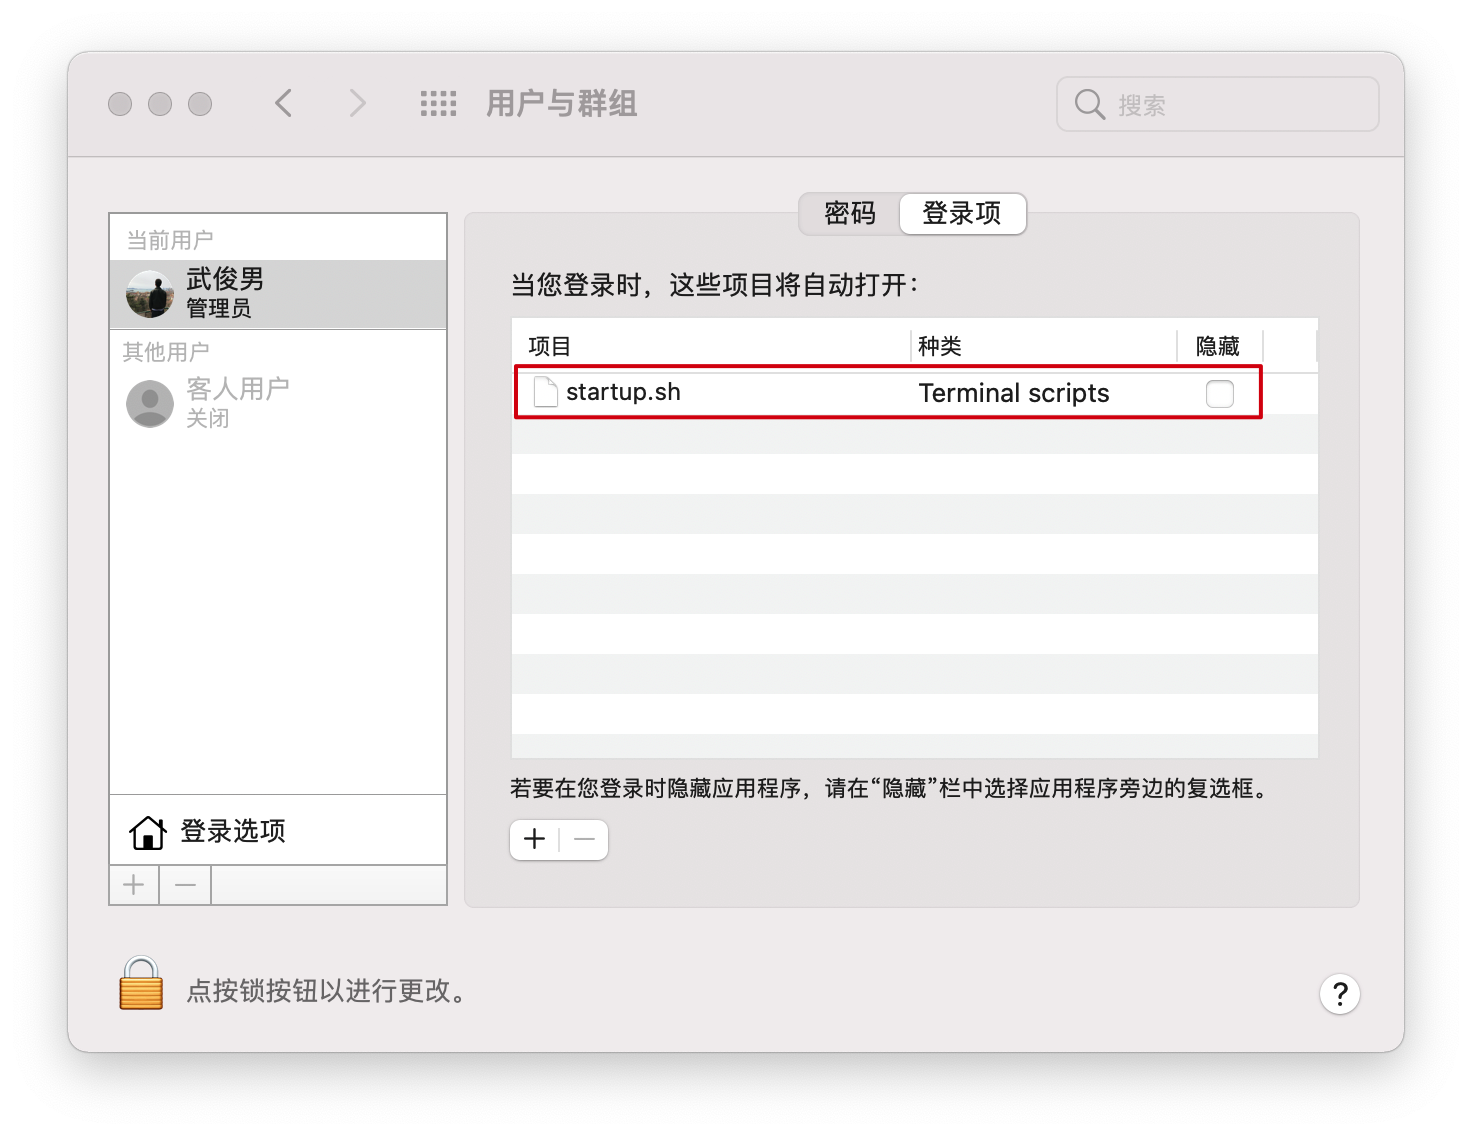 用户与群组
搜索
当前用户
武俊男
管理员
其他用户
客人用户
关闭
登录选项
密码
登录项
当您登录时，这些项目将自动打开：
项目 种类 隐藏
startup.sh Terminal scripts
若要在您登录时隐藏应用程序，请在“隐藏”栏中选择应用程序旁边的复选框。
点按锁按钮以进行更改。
?